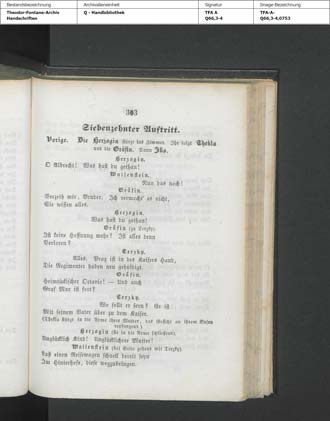 Bestandsbezeichnung Archivalieneinheit Signatur Image-Bezeichnung
Theodor-Fontane-Archiv Q - Handbibliothek TFA A TFA-A-
Handschriften Q66,3-4 Q66,3-4,0753
303
Siebenzehnter Auftritt.
Vorige. Die Herzogin stürzt ins Zimmer. Ihr folgt Thekla
und die Gräfin. Dann Illo.
Herzogin.
O Albrecht! Was hast du gethan!
Wallenstein.
Nun das noch!
Gräfin.
Verzeih mir, Bruder. Ich vermocht' es nicht,
Sie wissen alles.
Herzogin.
Was hast du gethan!
Gräfin (zu Terzky).
Ist keine Hoffnung mehr? Ist alles denn
Verloren?
Terzky.
Alles. Prag ist in des Kaisers Hand,
Die Regimenter haben neu gehuldigt.
Gräfin.
Heimtückischer Octavio! — Und auch
Graf Max ist fort?
Terzky.
Wo sollt er seyn? Er ist
Mit seinem Vater über zu dem Kaiser.
(Thekla stürzt in die Arme ihrer Mutter, das Gesicht an ihrem Busen
verbergend.)
Herzogin (sie in die Arme schließend).
Unglücklich Kind! Unglücklichere Mutter!
Wallenstein (bei Seite gehend mit Terzky).
Laß einen Reisewagen schnell bereit seyn
Im Hinterhofe, diese wegzubringen.